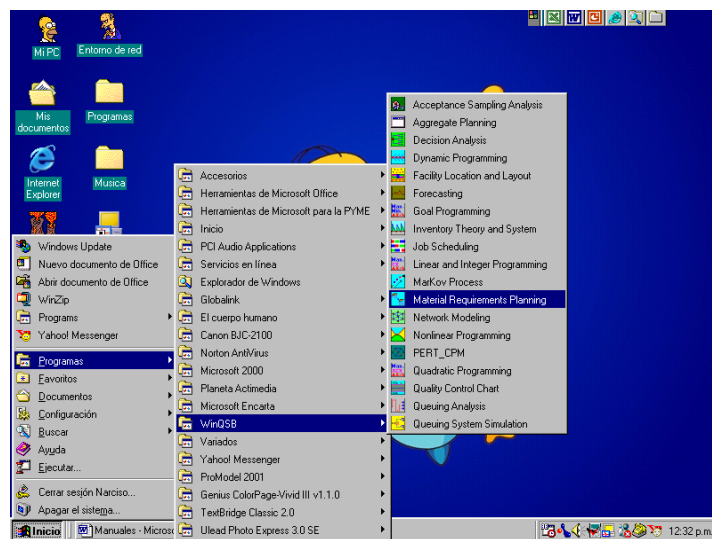 Mi PC
Entorno de red
Mis
documentos
Programas
Internet
Explorer
Musica
Windows Update
Nuevo documento de Office
Abrir documento de Office
WinZip
Programs
Yahoo! Messenger
Programas
Favoritos
Documentos
Configuración
Buscar
Ayuda
Ejecutar...
Cerrar sesión Narciso...
Apagar el sistema...
Accesorios
Herramientas de Microsoft Office
Herramientas de Microsoft para la PYME
Inicio
PCI Audio Applications
Servicios en línea
Explorador de Windows
Globalink
El cuerpo humano
Canon BJC-2100
Norton AntiVirus
Microsoft 2000
Planeta Actimedia
Microsoft Encarta
WinQSB
Variados
Yahoo! Messenger
ProModel 2001
Genius ColorPage-Vivid III v1.1.0
TextBridge Classic 2.0
Ulead Photo Express 3.0 SE
Acceptance Sampling Analysis
Aggregate Planning
Decision Analysis
Dynamic Programming
Facility Location and Layout
Forecasting
Goal Programming
Inventory Theory and System
Job Scheduling
Linear and Integer Programming
MarKov Process
Material Requirements Planning
Network Modeling
Nonlinear Programming
PERT_CPM
Quadratic Programming
Quality Control Chart
Queuing Analysis
Queuing System Simulation
Inicio
Manuales - Micros
12:32 p.m.